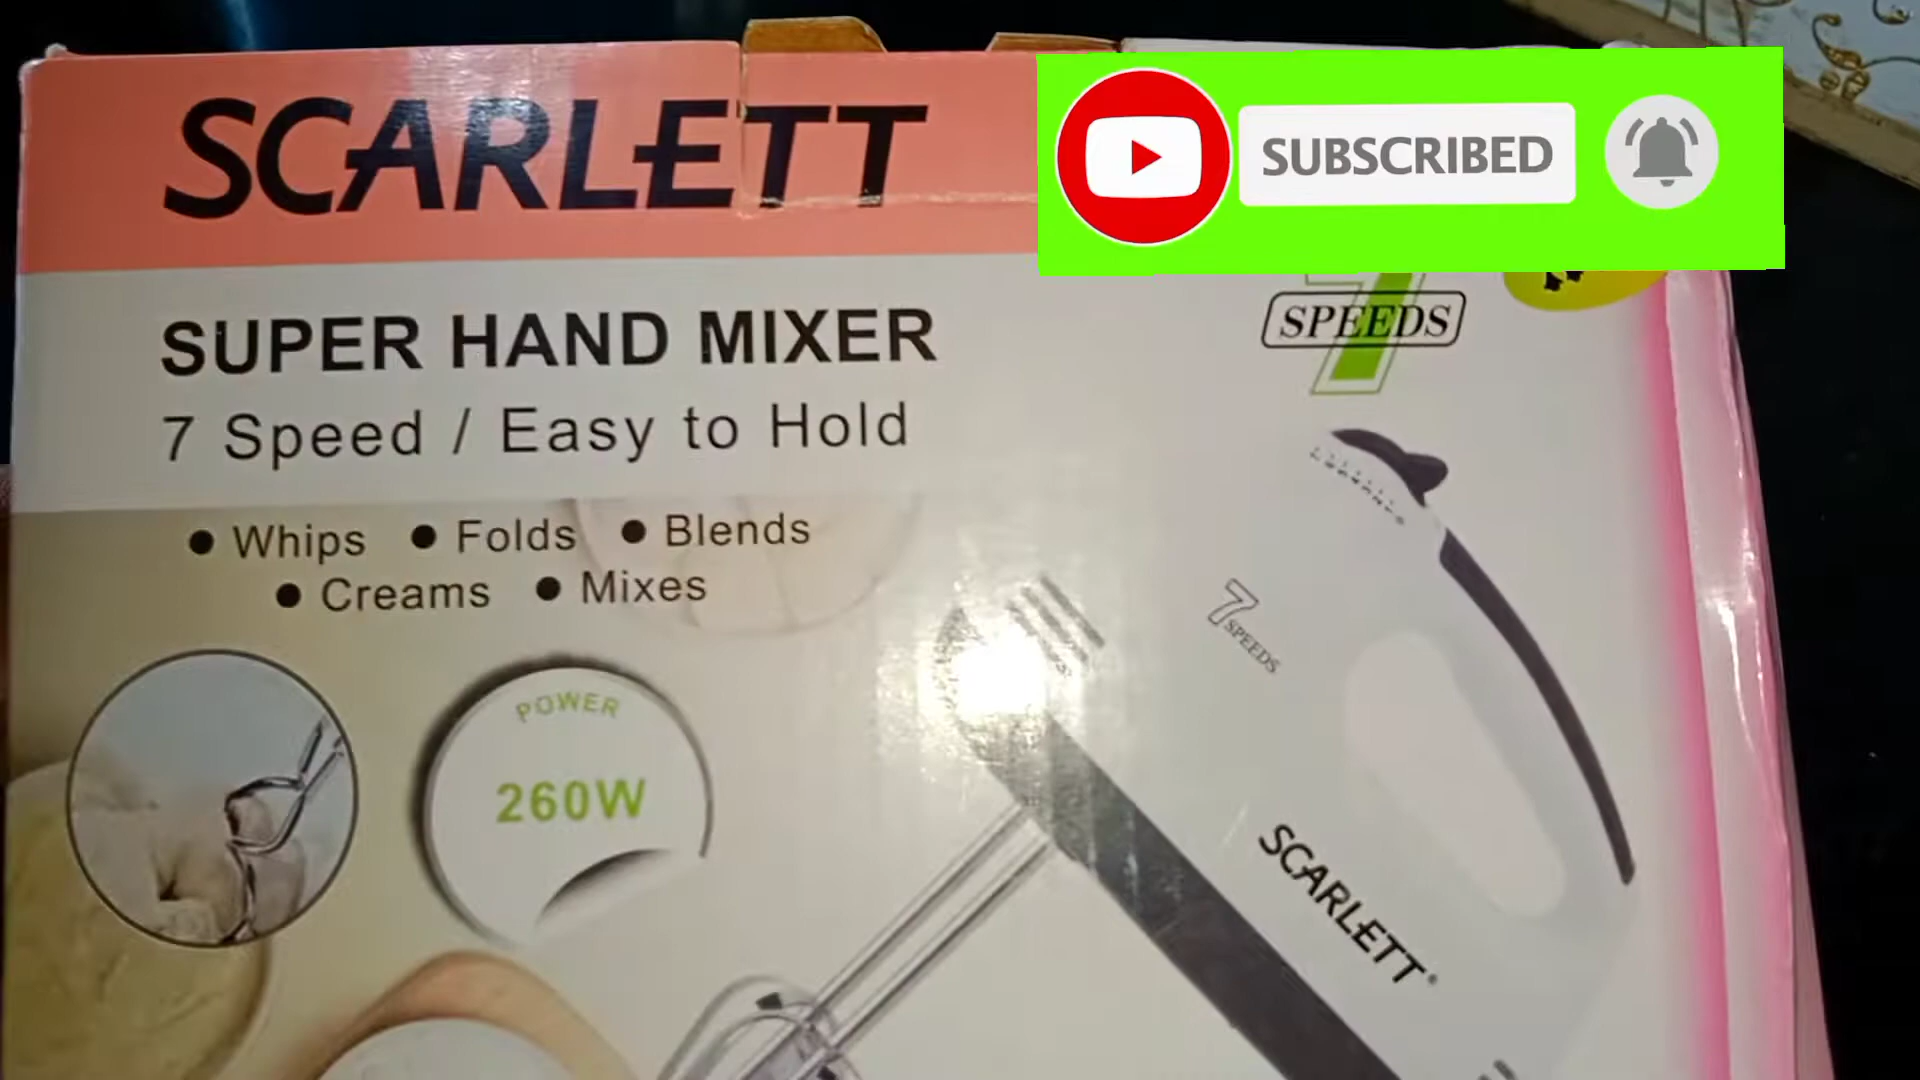 SCARLETT
SUBSCRIBED
7
SPEEDS
SUPER HAND MIXER
7 Speed / Easy to Hold
• Whips • Folds • Blends
• Creams • Mixes
7
SPEEDS
POWER
260W
SCARLETT®